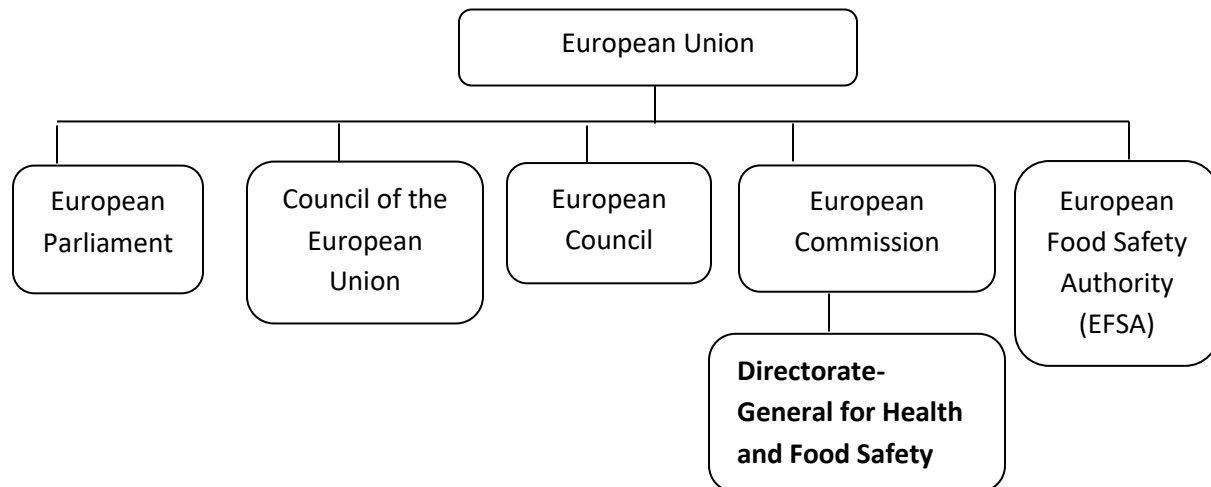 European Union
European
Parliament
Council of the
European
Union
European
Council
European
Commission
European
Food Safety
Authority
(EFSA)
Directorate-
General for Health
and Food Safety